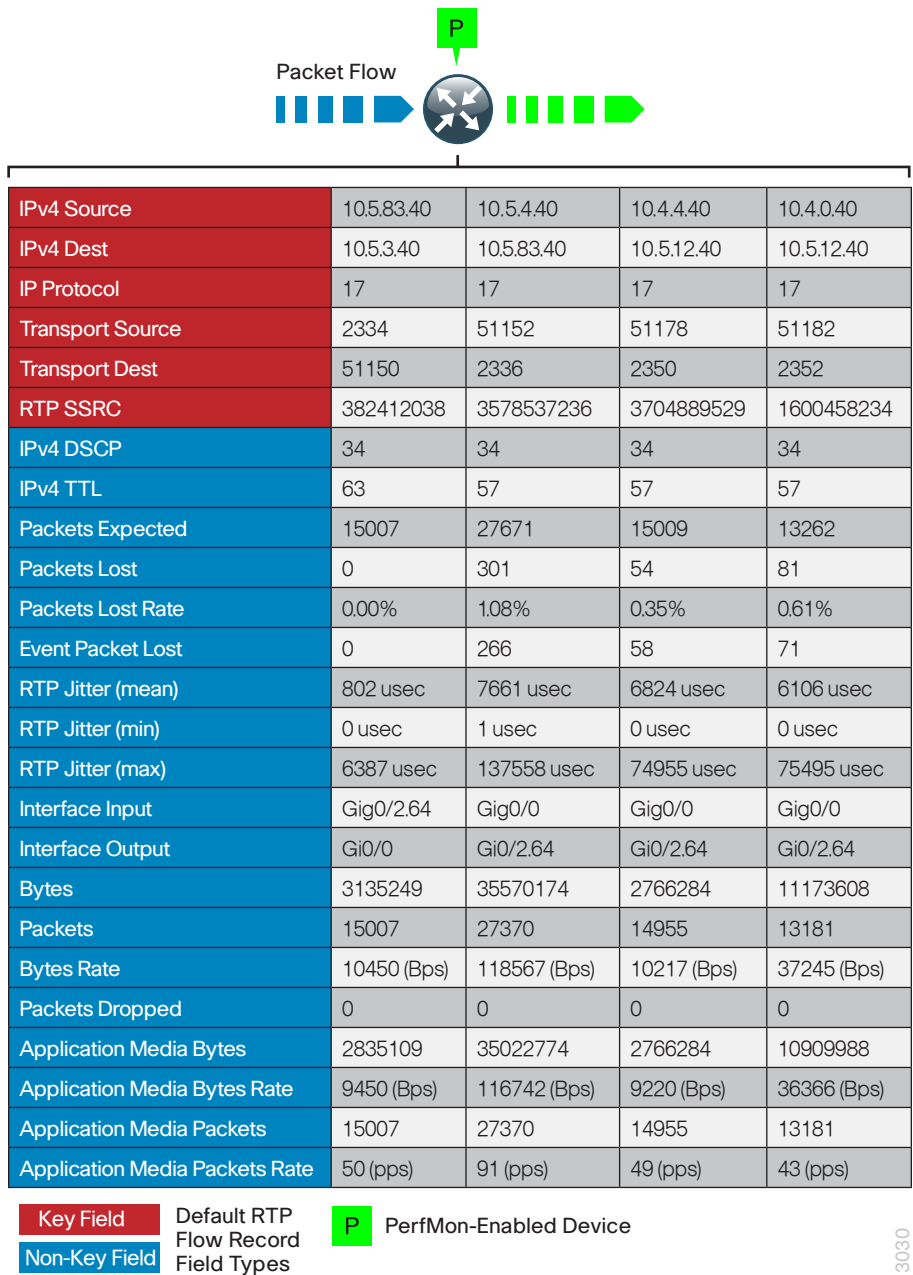 P
Packet Flow
IPv4 Source 10.5.83.40 10.5.4.40 10.4.4.40 10.4.0.40
IPv4 Dest 10.5.3.40 10.5.83.40 10.5.12.40 10.5.12.40
IP Protocol 17 17 17 17
Transport Source 2334 51152 51178 51182
Transport Dest 51150 2336 2350 2352
RTP SSRC 382412038 3578537236 3704889529 1600458234
IPv4 DSCP 34 34 34 34
IPv4 TTL 63 57 57 57
Packets Expected 15007 27671 15009 13262
Packets Lost 0 301 54 81
Packets Lost Rate 0.00% 1.08% 0.35% 0.61%
Event Packet Lost 0 266 58 71
RTP Jitter (mean) 802 usec 7661 usec 6824 usec 6106 usec
RTP Jitter (min) 0 usec 1 usec 0 usec 0 usec
RTP Jitter (max) 6387 usec 137558 usec 74955 usec 75495 usec
Interface Input Gig0/2.64 Gig0/0 Gig0/0 Gig0/0
Interface Output Gi0/0 Gi0/2.64 Gi0/2.64 Gi0/2.64
Bytes 3135249 35570174 2766284 11173608
Packets 15007 27370 14955 13181
Bytes Rate 10450 (Bps) 118567 (Bps) 10217 (Bps) 37245 (Bps)
Packets Dropped 0 0 0 0
Application Media Bytes 2835109 35022774 2766284 10909988
Application Media Bytes Rate 9450 (Bps) 116742 (Bps) 9220 (Bps) 36366 (Bps)
Application Media Packets 15007 27370 14955 13181
Application Media Packets Rate 50 (pps) 91 (pps) 49 (pps) 43 (pps)
Key Field
Non-Key Field
Default RTP
Flow Record
Field Types
P PerfMon-Enabled Device
3030